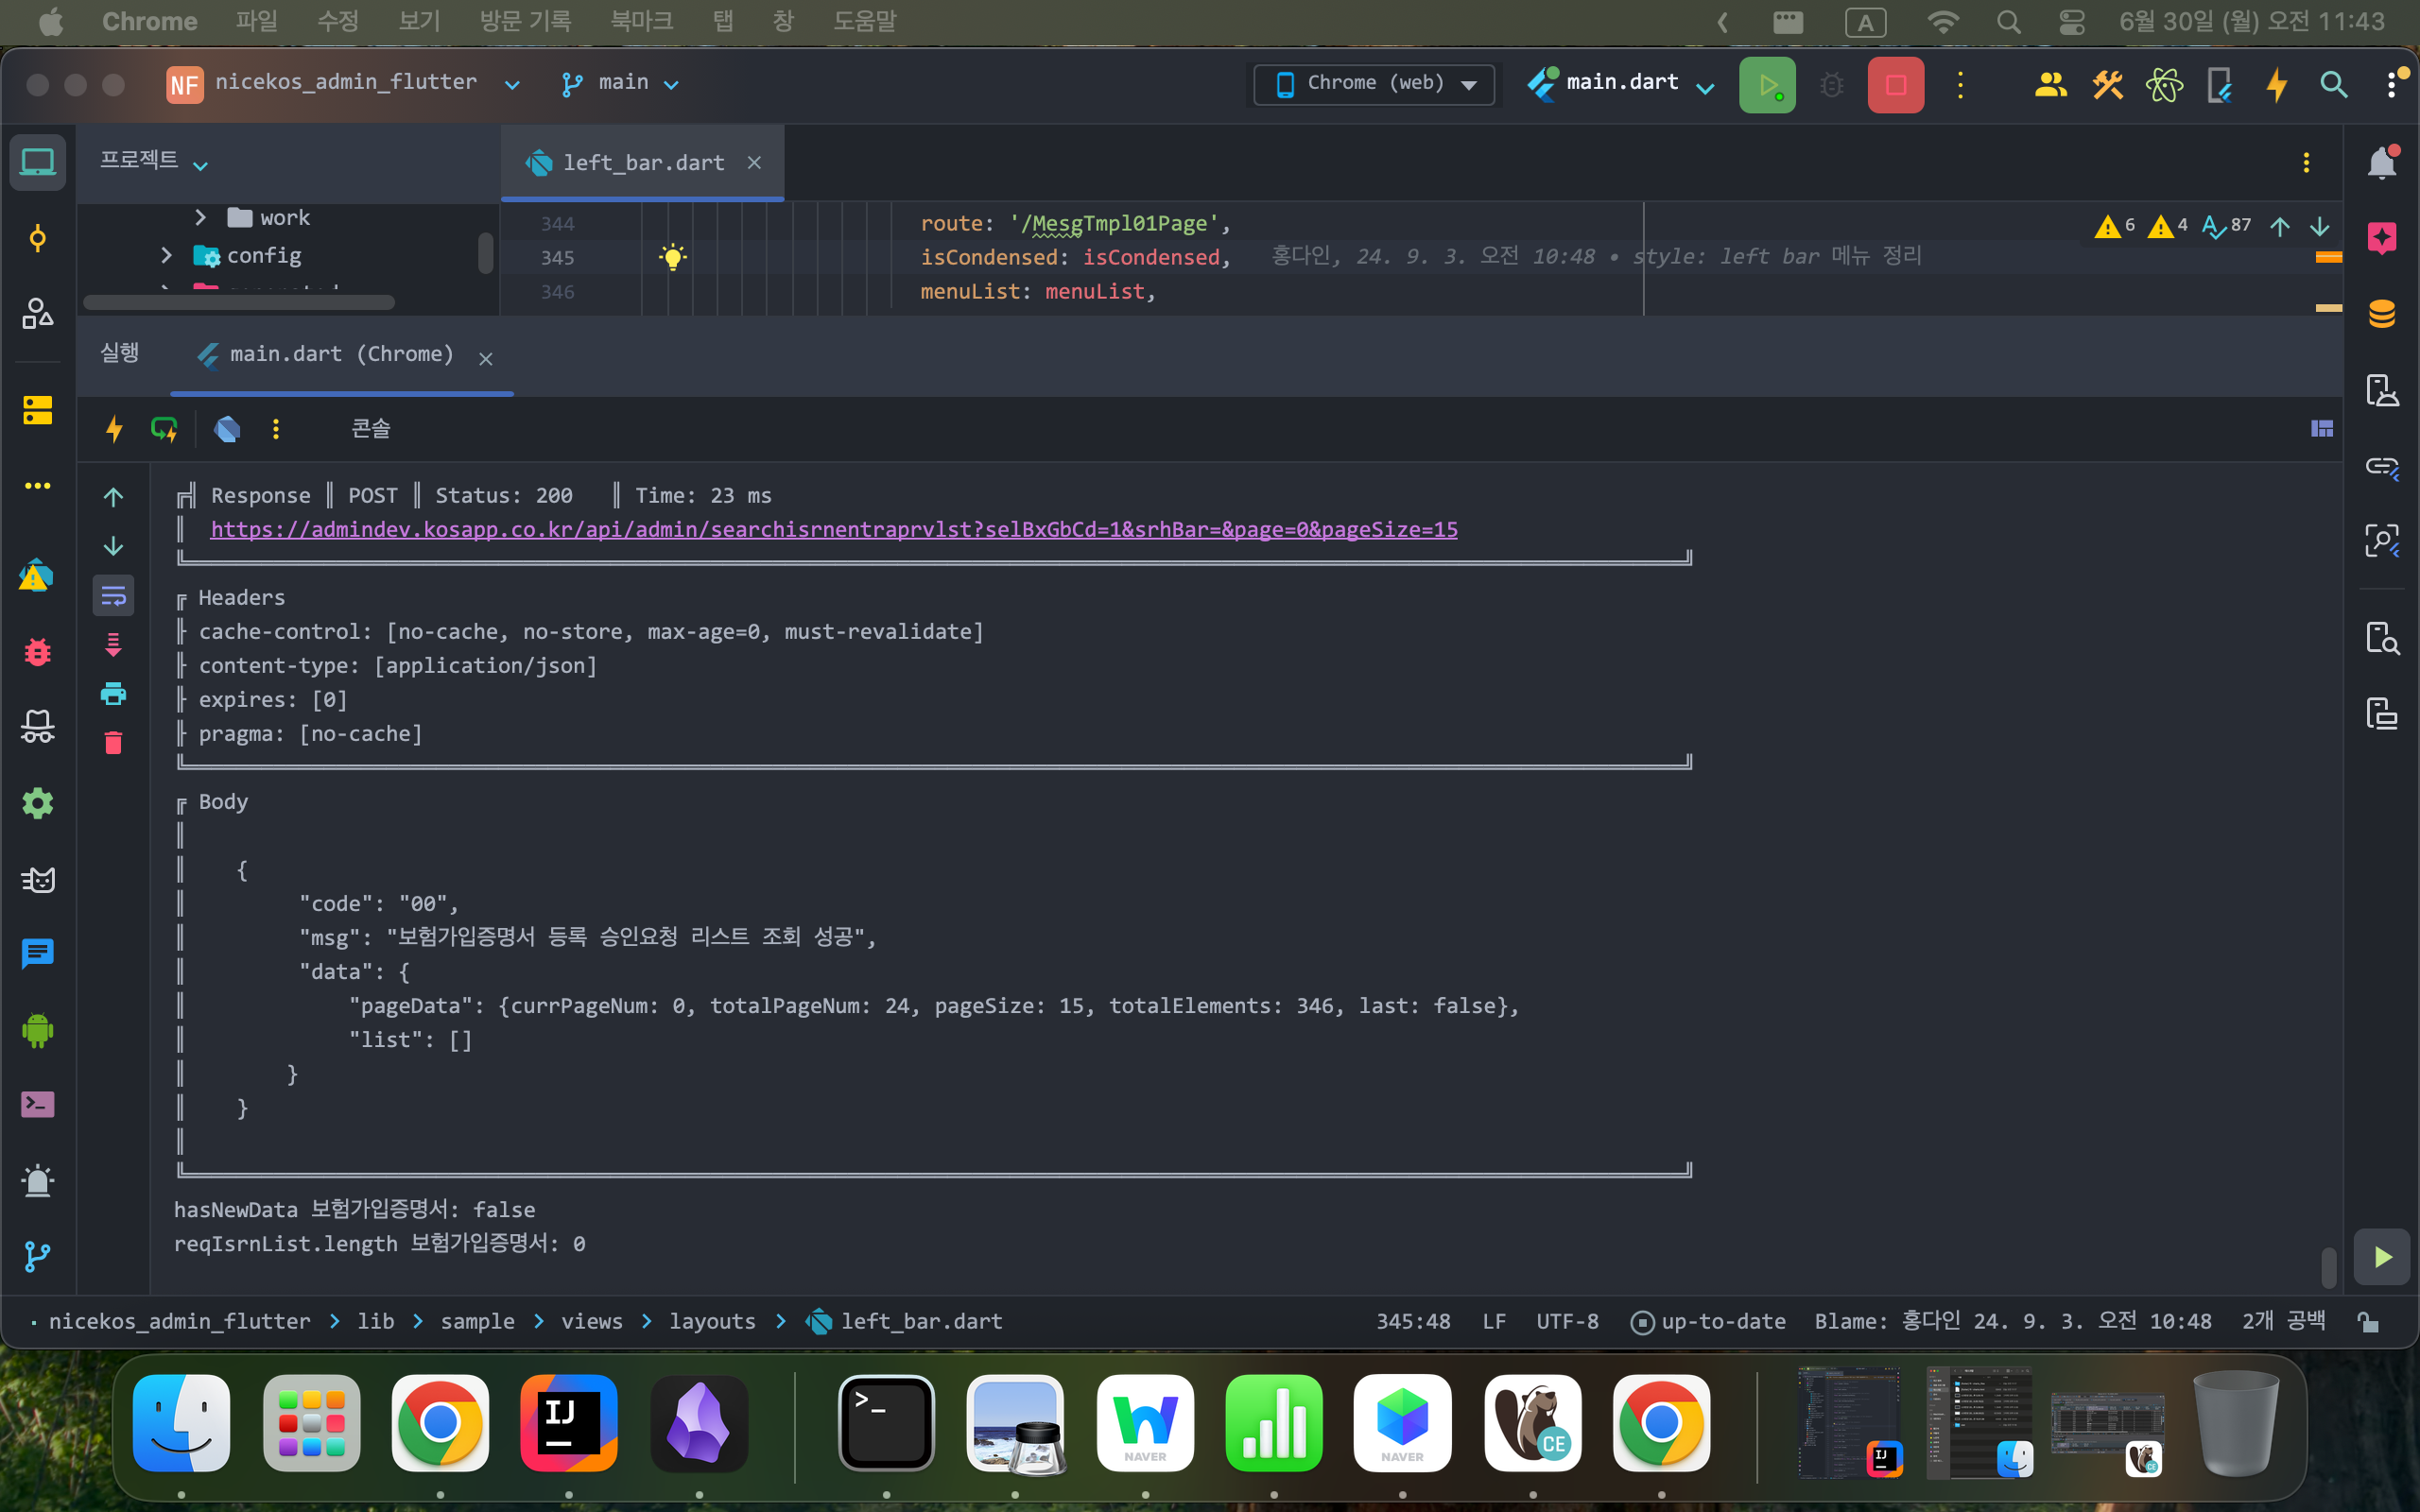 Chrome 파일 수정 보기 방문 기록 북마크 탭 창 도움말 A 6월 30일 (월) 오전 11:43
NF nicekos_admin_flutter main Chrome (web) main.dart
프로젝트 left_bar.dart
work
config
344 route: '/MesgTmpl01Page',
345 isCondensed: isCondensed, 홍다인, 24. 9. 3. 오전 10:48 • style: left bar 메뉴 정리
346 menuList: menuList,
6 4 87
실행 main.dart (Chrome)
콘솔
Response ║ POST ║ Status: 200 ║ Time: 23 ms
https://admindev.kosapp.co.kr/api/admin/searchisrnentraprvlst?selBxGbCd=1&srhBar=&page=0&pageSize=15
Headers
cache-control: [no-cache, no-store, max-age=0, must-revalidate]
content-type: [application/json]
expires: [0]
pragma: [no-cache]
Body
{
"code": "00",
"msg": "보험가입증명서 등록 승인요청 리스트 조회 성공",
"data": {
"pageData": {currPageNum: 0, totalPageNum: 24, pageSize: 15, totalElements: 346, last: false},
"list": []
}
}
hasNewData 보험가입증명서: false
reqIsrnList.length 보험가입증명서: 0
nicekos_admin_flutter > lib > sample > views > layouts > left_bar.dart 345:48 LF UTF-8 up-to-date Blame: 홍다인 24. 9. 3. 오전 10:48 2개 공백
IJ
>_
NAVER
NAVER
CE
IJ